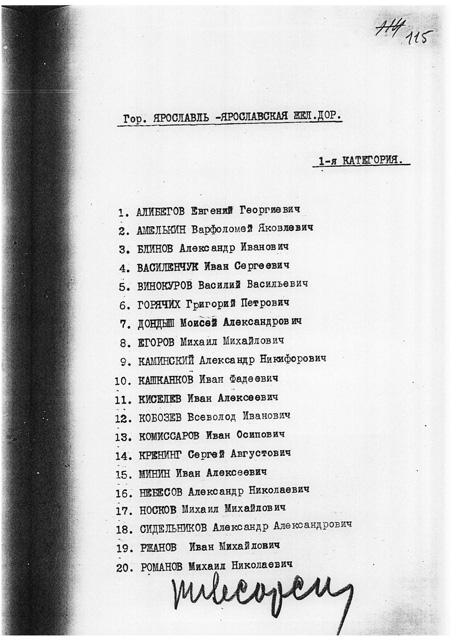 115
Гор. ЯРОСЛАВЛЬ -ЯРОСЛАВСКАЯ ЖЕЛ.ДОР.
1-я КАТЕГОРИЯ.
1. АЛИБЕГОВ Евгений Георгиевич
2. АМЕЛЬКИН Варфоломей Яковлевич
3. БЛИНОВ Александр Иванович
4. ВАСИЛЕНЧУК Иван Сергеевич
5. ВИНОКУРОВ Василий Васильевич
6. ГОРЯЧИХ Григорий Петрович
7. ДОНДЫШ Моисей Александрович
8. ЕГОРОВ Михаил Михайлович
9. КАМИНСКИЙ Александр Никифорович
10. КАШКАНКОВ Иван Фадеевич
11. КИСЕЛЕВ Иван Алексеевич
12. КОБОЗЕВ Всеволод Иванович
13. КОМИССАРОВ Иван Осипович
14. КРЕНИНГ Сергей Августович
15. МИНИН Иван Алексеевич
16. НЕБЕСОВ Александр Николаевич
17. НОСКОВ Михаил Михайлович
18. СИДЕЛЬНИКОВ Александр Александрович
19. РЖАНОВ Иван Михайлович
20. РОМАНОВ Михаил Николаевич